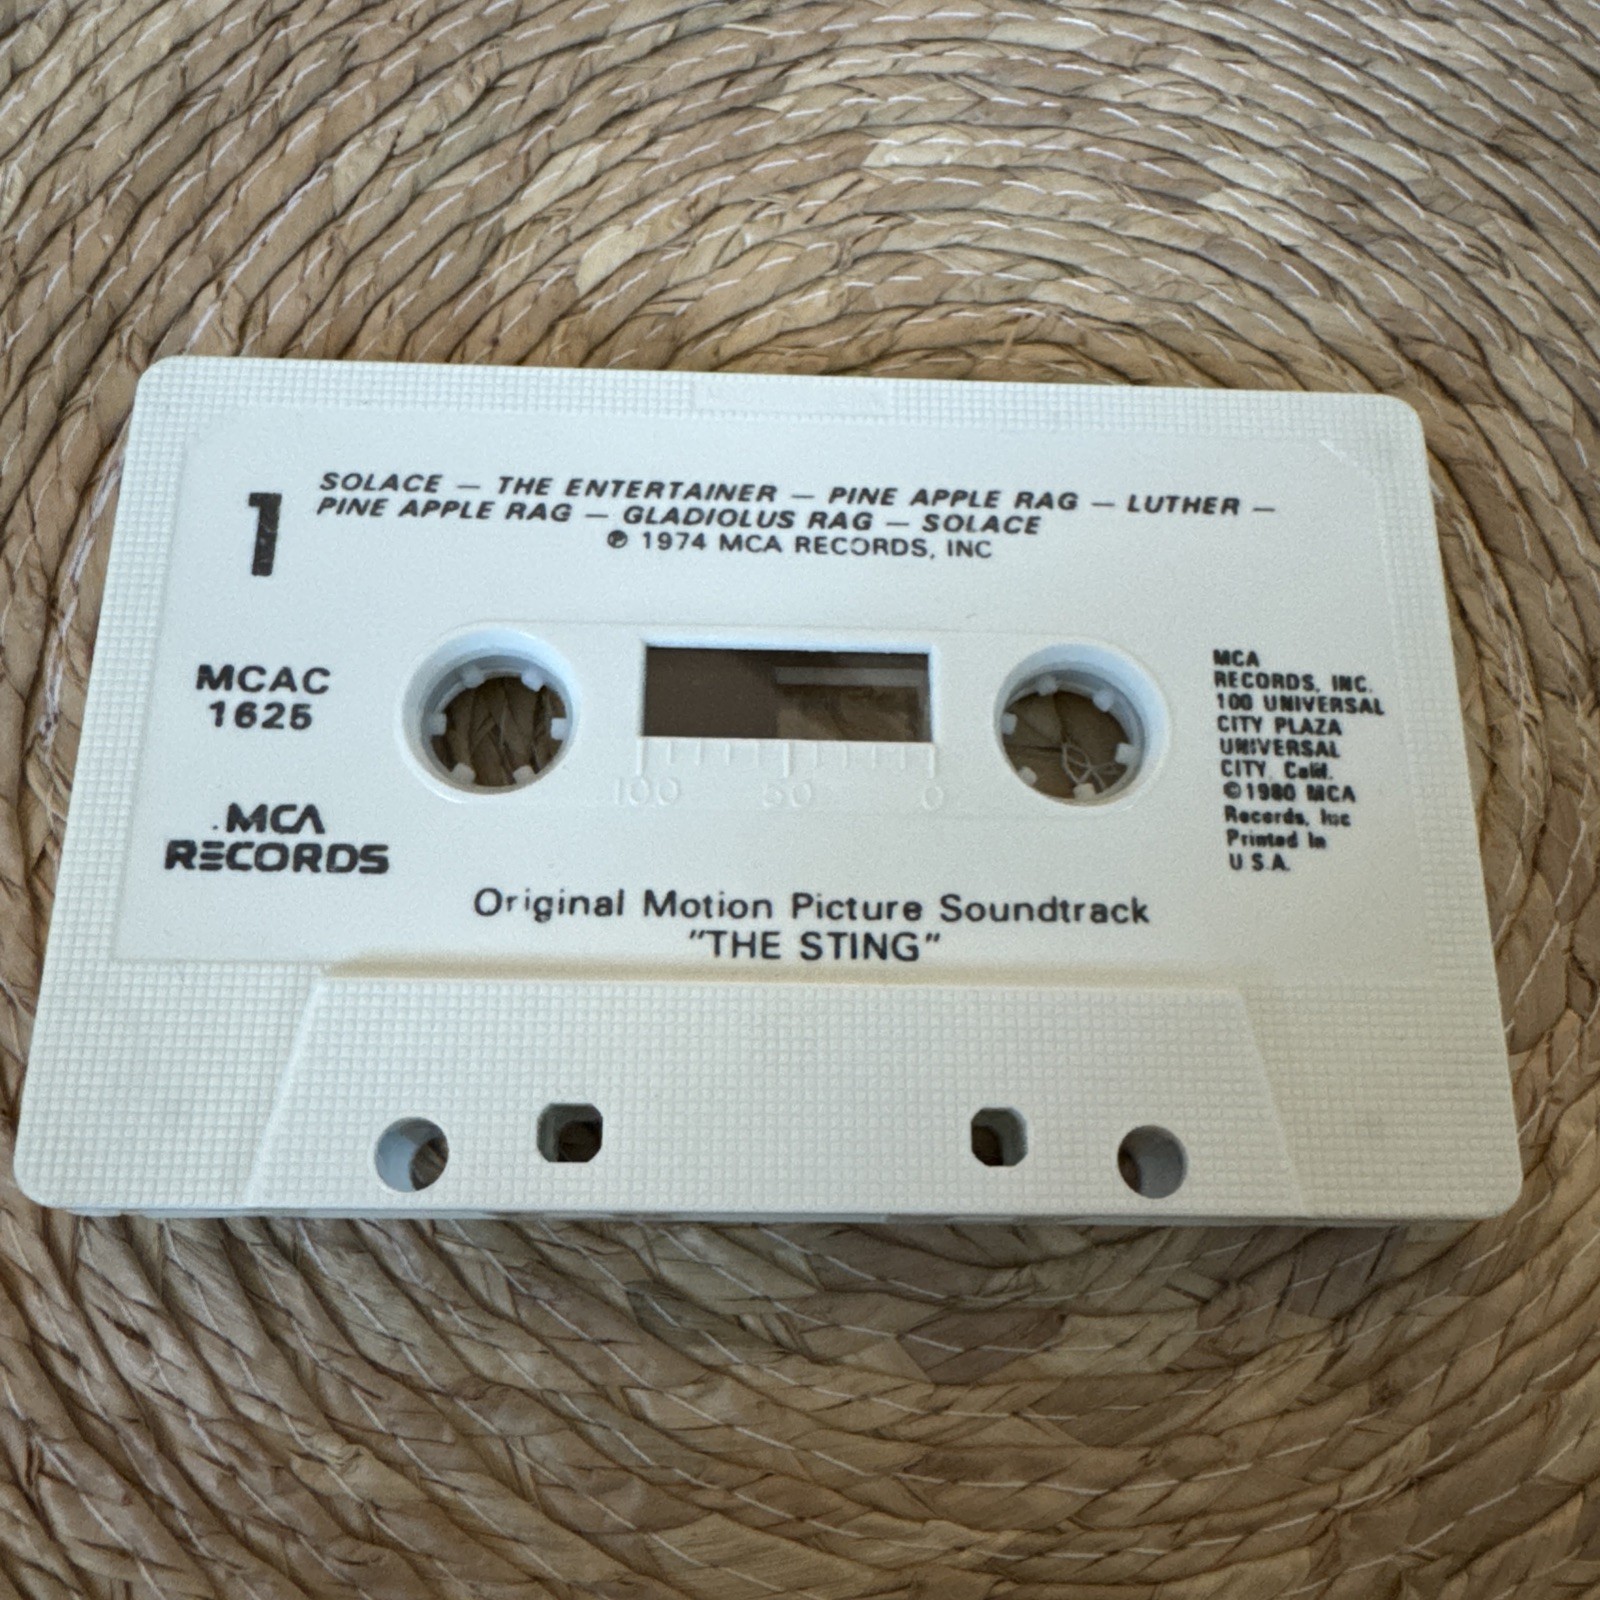 1
SOLACE — THE ENTERTAINER — PINE APPLE RAG — LUTHER —
PINE APPLE RAG — GLADIOLUS RAG — SOLACE
℗ 1974 MCA RECORDS, INC
MCAC
1625
MCA
RECORDS
100 50 0
MCA
RECORDS, INC.
100 UNIVERSAL
CITY PLAZA
UNIVERSAL
CITY, Calif.
©1980 MCA
Records, Inc
Printed In
U S.A.
Original Motion Picture Soundtrack
"THE STING"